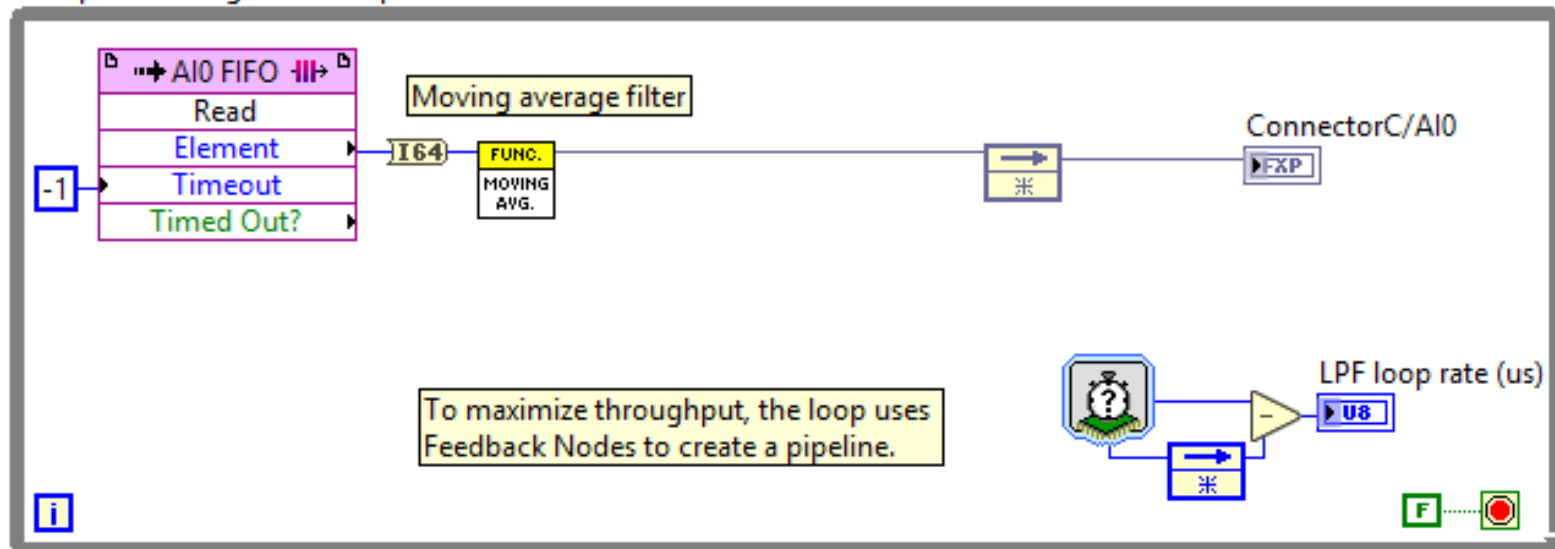 AI0 FIFO
Read
Element
Timeout
Timed Out?
-1
I64
Moving average filter
FUNC.
MOVING
AVG.
ConnectorC/AI0
FXP
To maximize throughput, the loop uses
Feedback Nodes to create a pipeline.
?
-
LPF loop rate (us)
U8
i
F